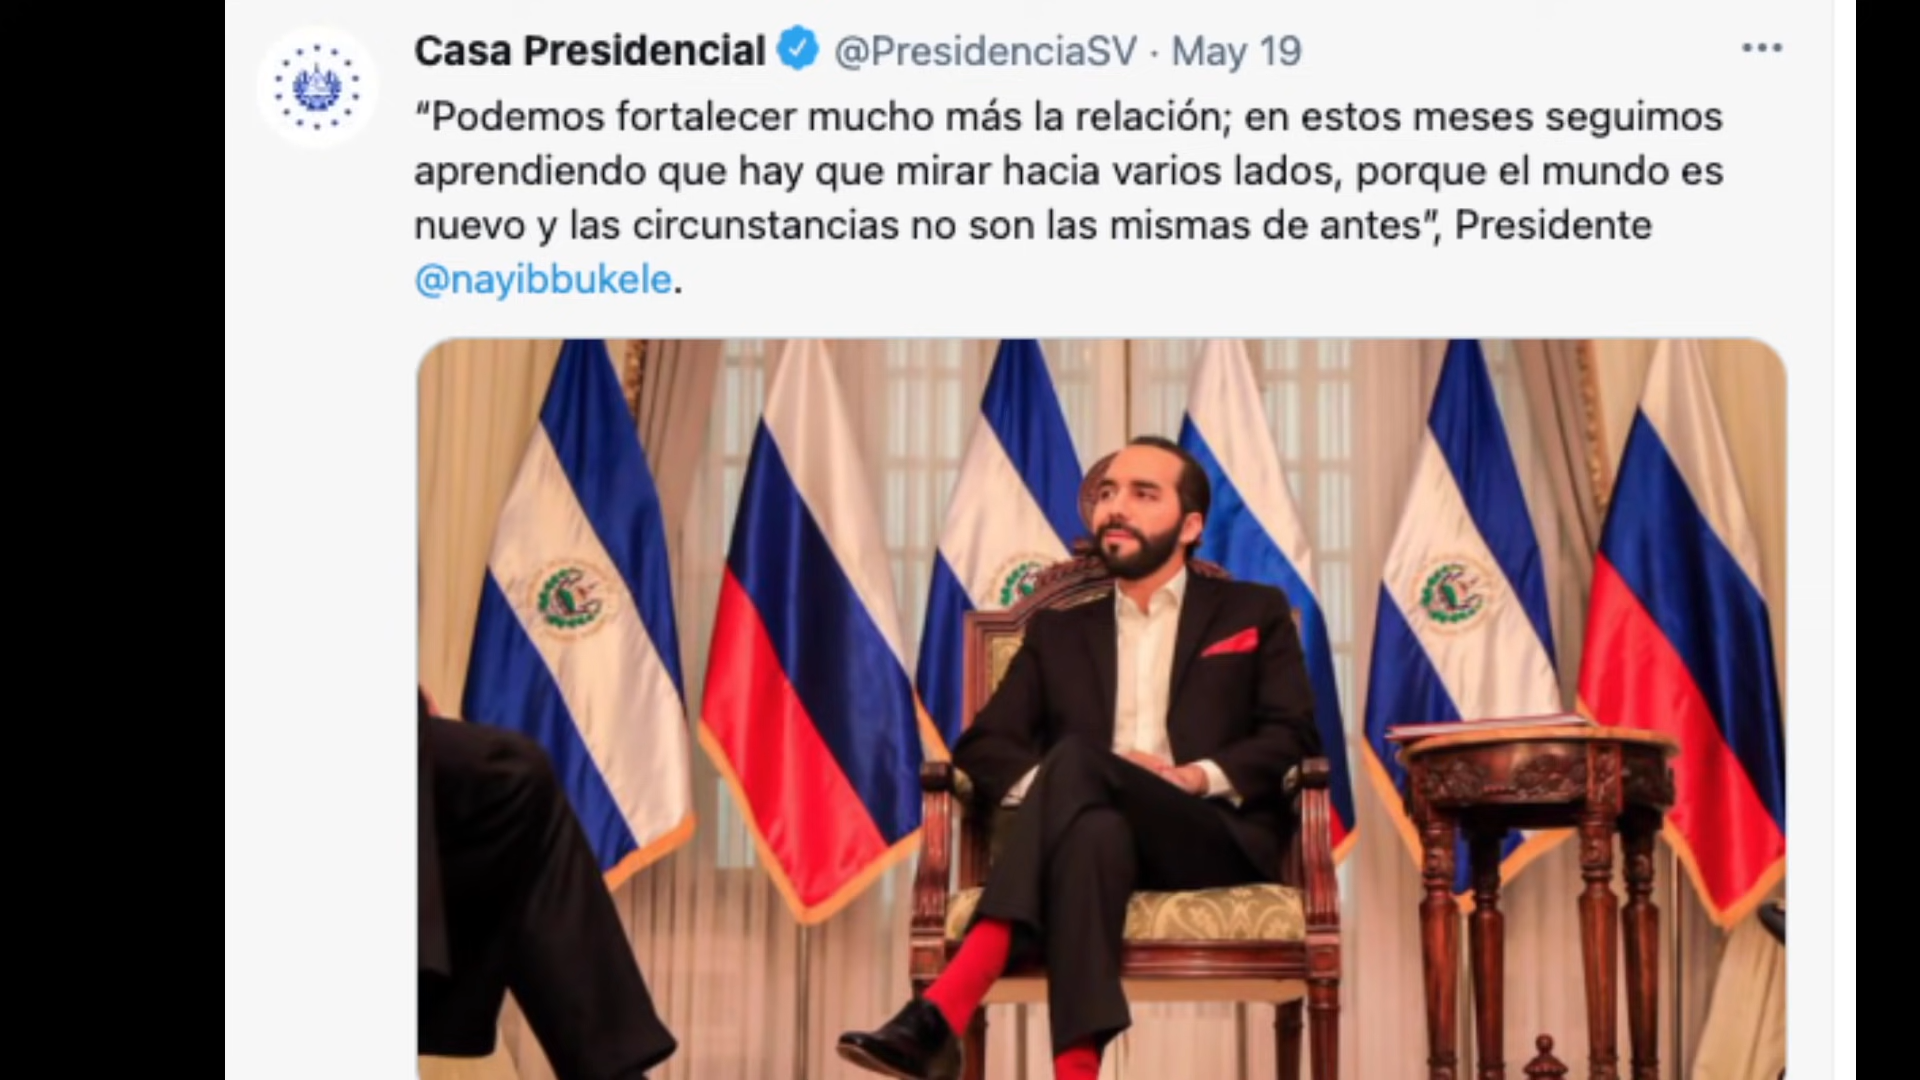 Casa Presidencial @PresidenciaSV · May 19
“Podemos fortalecer mucho más la relación; en estos meses seguimos
aprendiendo que hay que mirar hacia varios lados, porque el mundo es
nuevo y las circunstancias no son las mismas de antes”, Presidente
@nayibbukele.